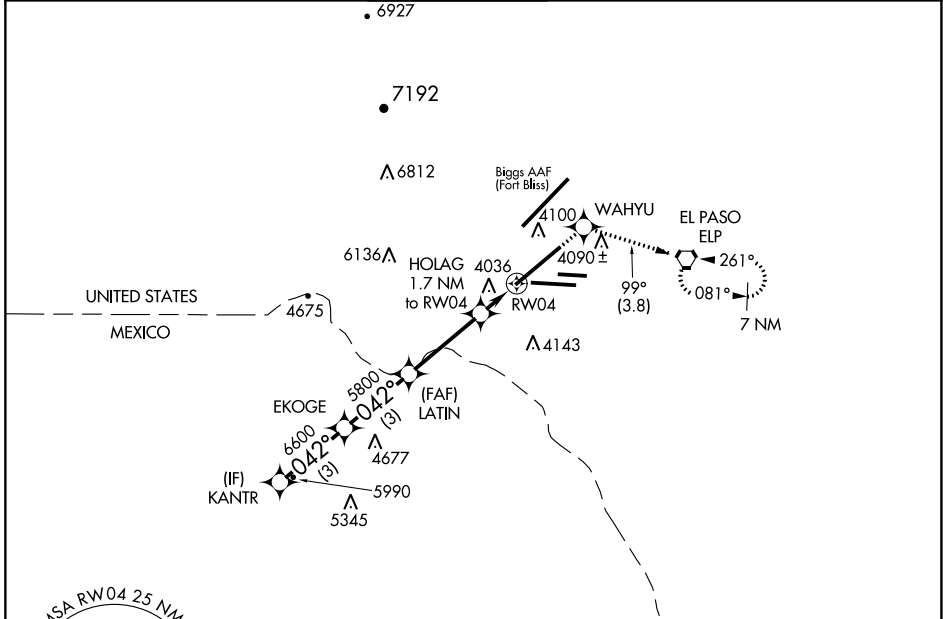 6927
7192
6812
Biggs AAF
(Fort Bliss)
4100
WAHYU
EL PASO
ELP
6136
HOLAG
1.7 NM
to RW04
4036
4090±
261°
99°
(3.8)
081°
7 NM
RW04
UNITED STATES
MEXICO
4675
4143
5800
042°
(3)
(FAF)
LATIN
EKOGE
6600
042°
(3)
4677
(IF)
KANTR
5990
5345
MSA RW04 25 NM